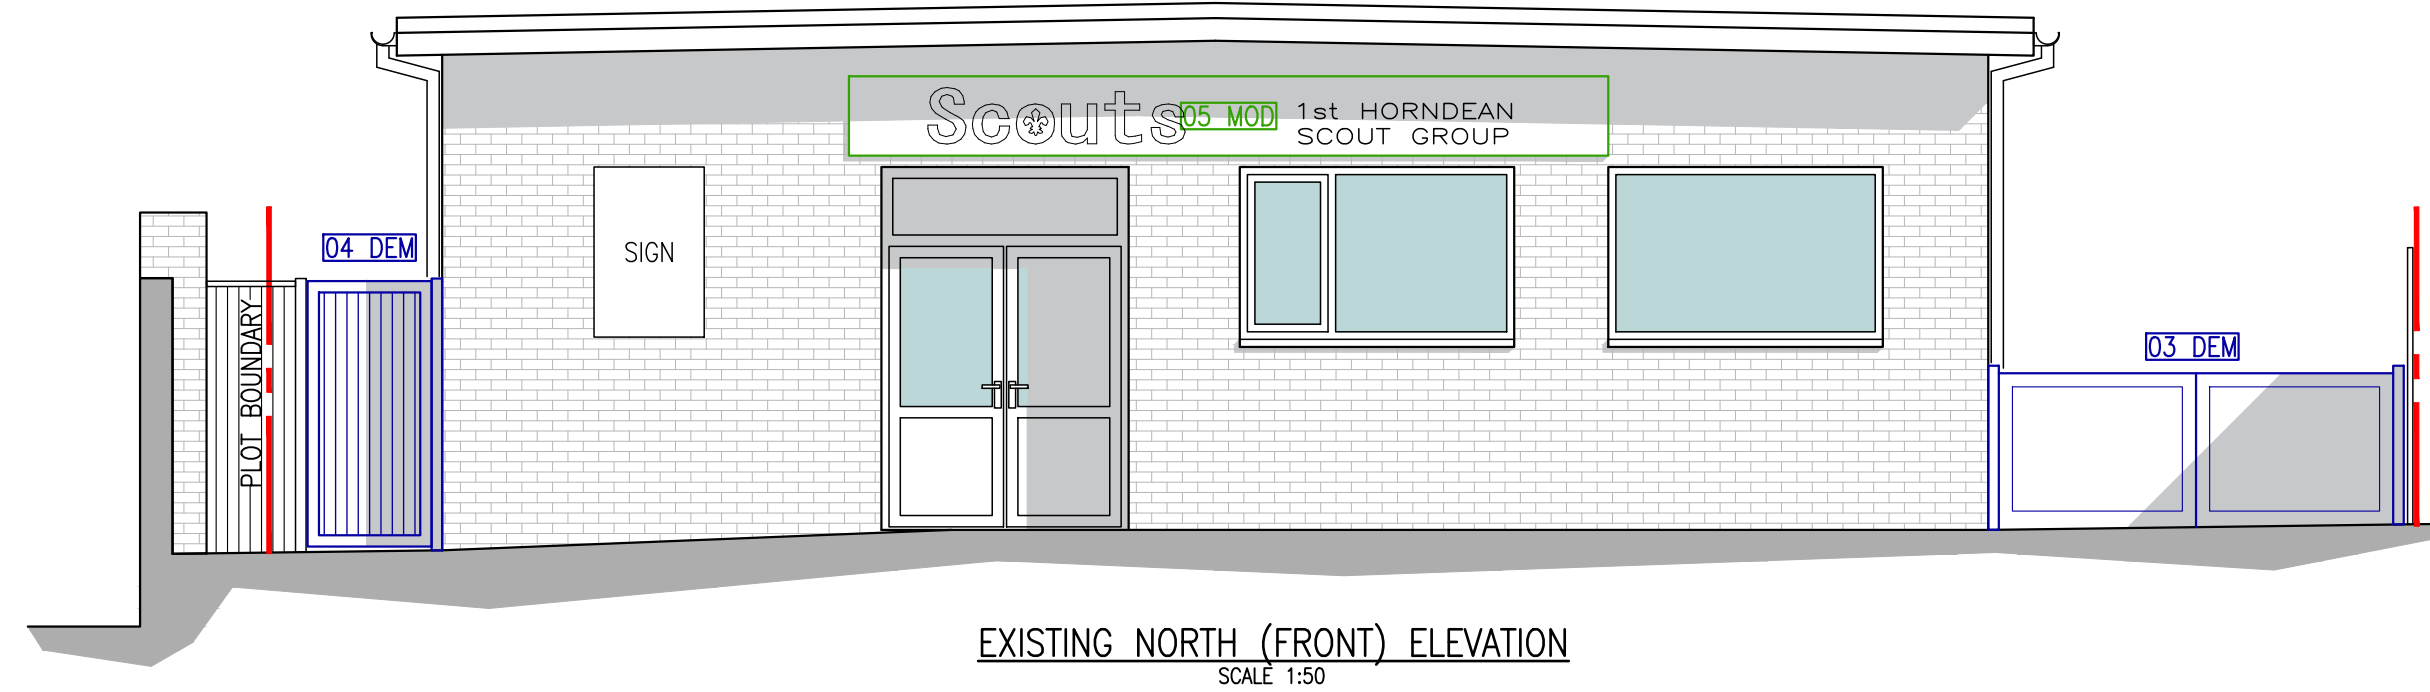 Scouts
05 MOD
1st HORNDEAN
SCOUT GROUP
04 DEM
SIGN
PLOT BOUNDARY
03 DEM
EXISTING NORTH (FRONT) ELEVATION
SCALE 1:50